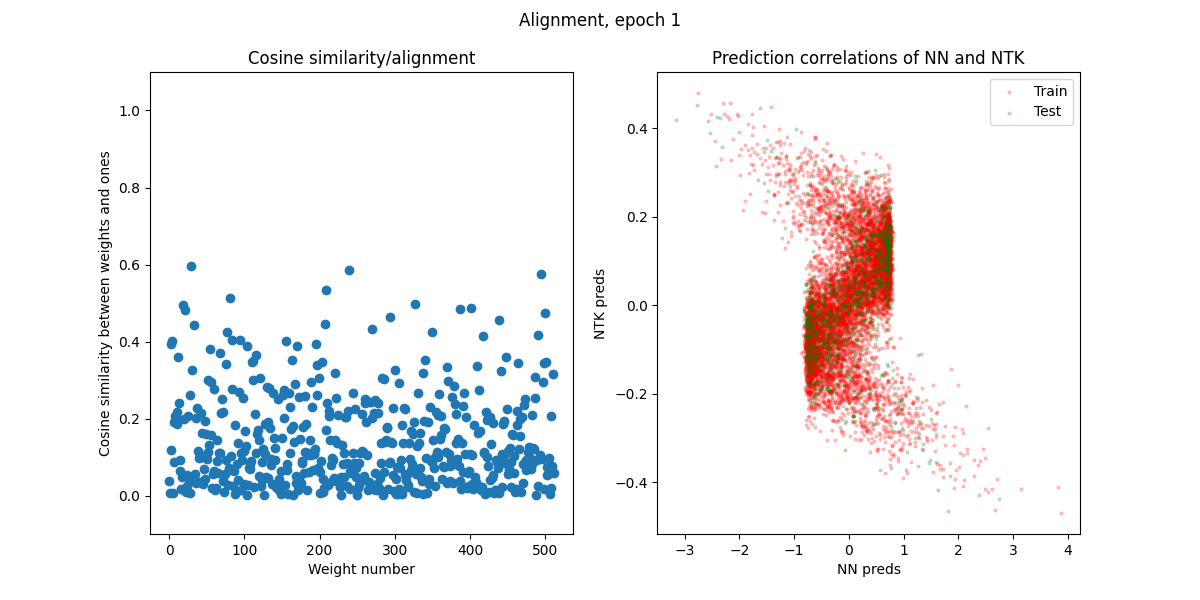 Alignment, epoch 1
Cosine similarity/alignment
Cosine similarity between weights and ones
1.0
0.8
0.6
0.4
0.2
0.0
0 100 200 300 400 500
Weight number
Prediction correlations of NN and NTK
Train
Test
NTK preds
0.4
0.2
0.0
−0.2
−0.4
−3 −2 −1 0 1 2 3 4
NN preds